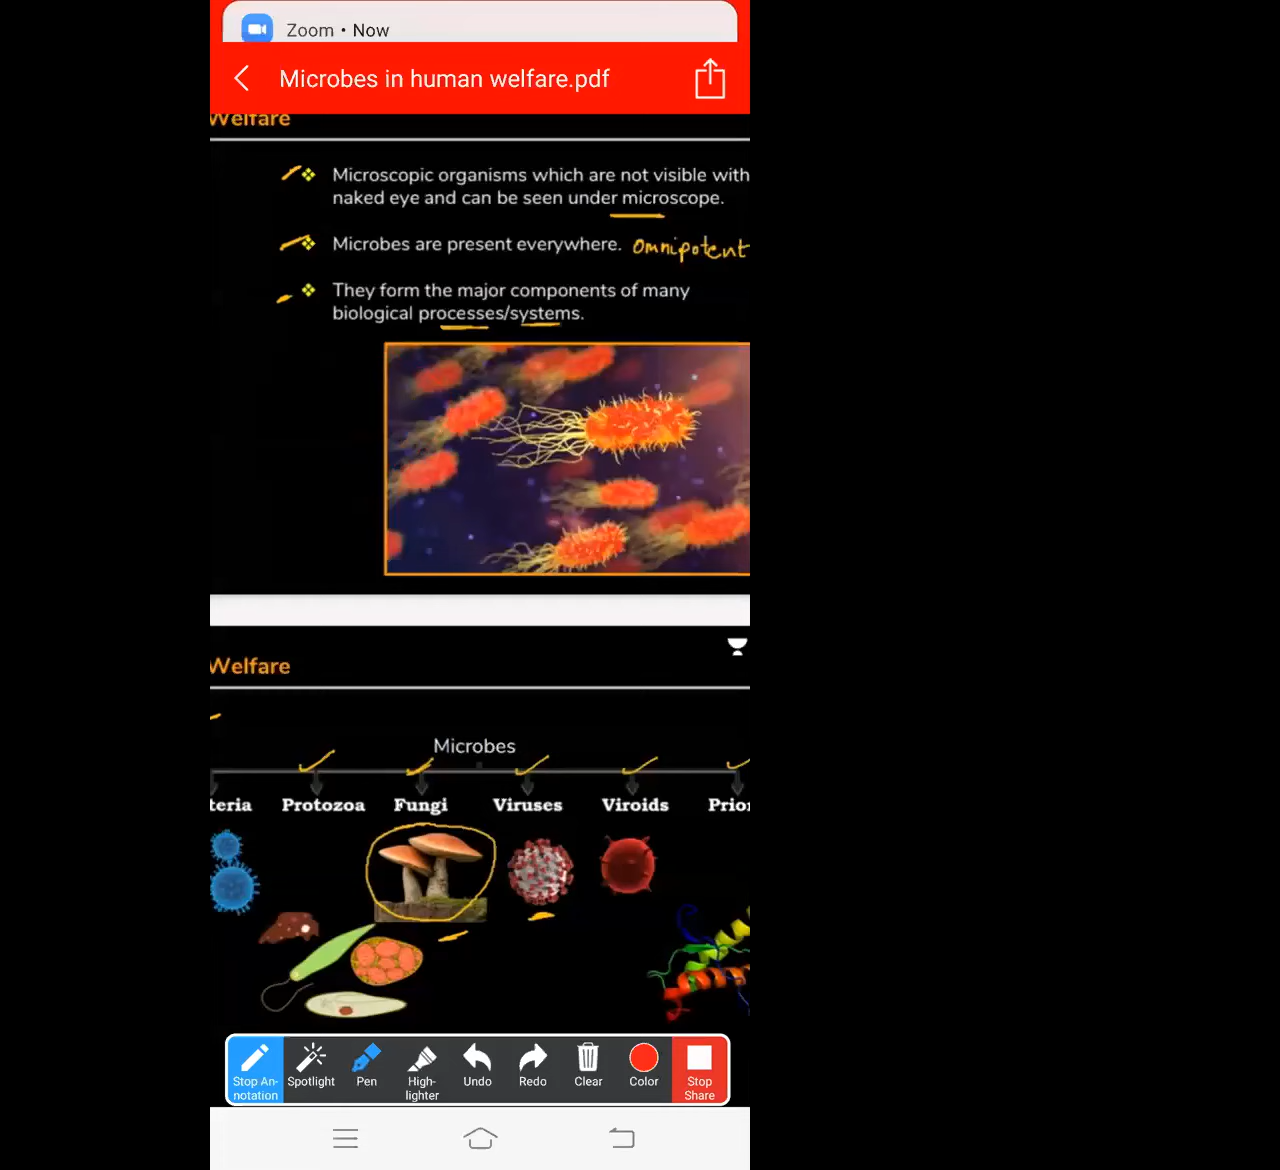 Zoom • Now
Microbes in human welfare.pdf
Welfare
Microscopic organisms which are not visible with
naked eye and can be seen under microscope.
Microbes are present everywhere. Omnipotent
They form the major components of many
biological processes/systems.
Welfare
Microbes
teria Protozoa Fungi Viruses Viroids Prion
Stop An-
notation
Spotlight
Pen
High-
lighter
Undo
Redo
Clear
Color
Stop
Share